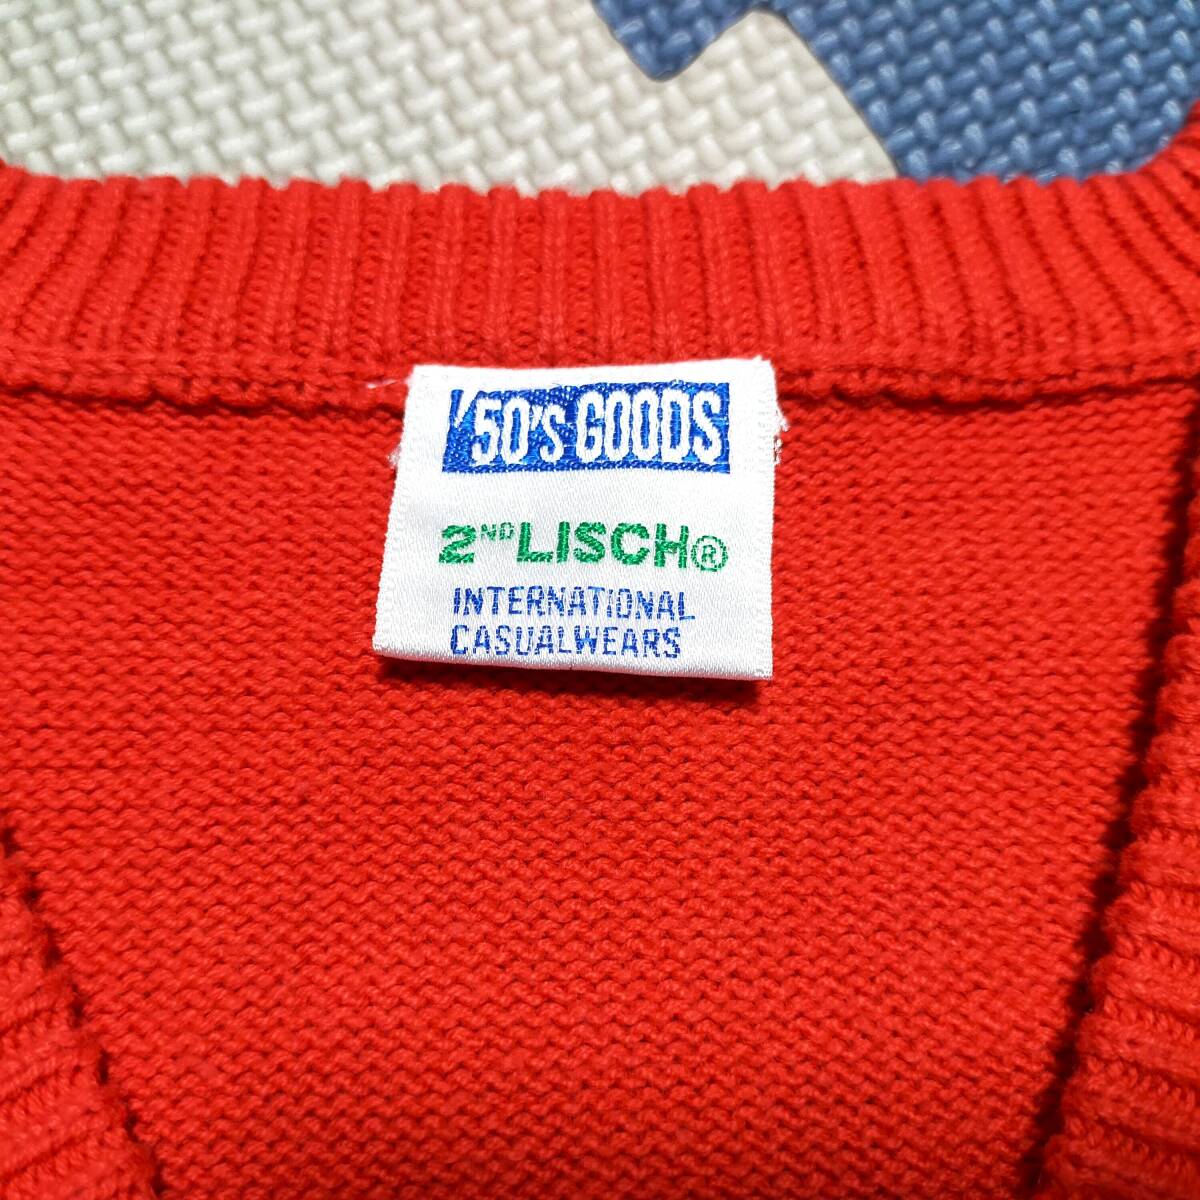 '50's GOODS
2ND LISCH®
INTERNATIONAL
CASUALWEARS